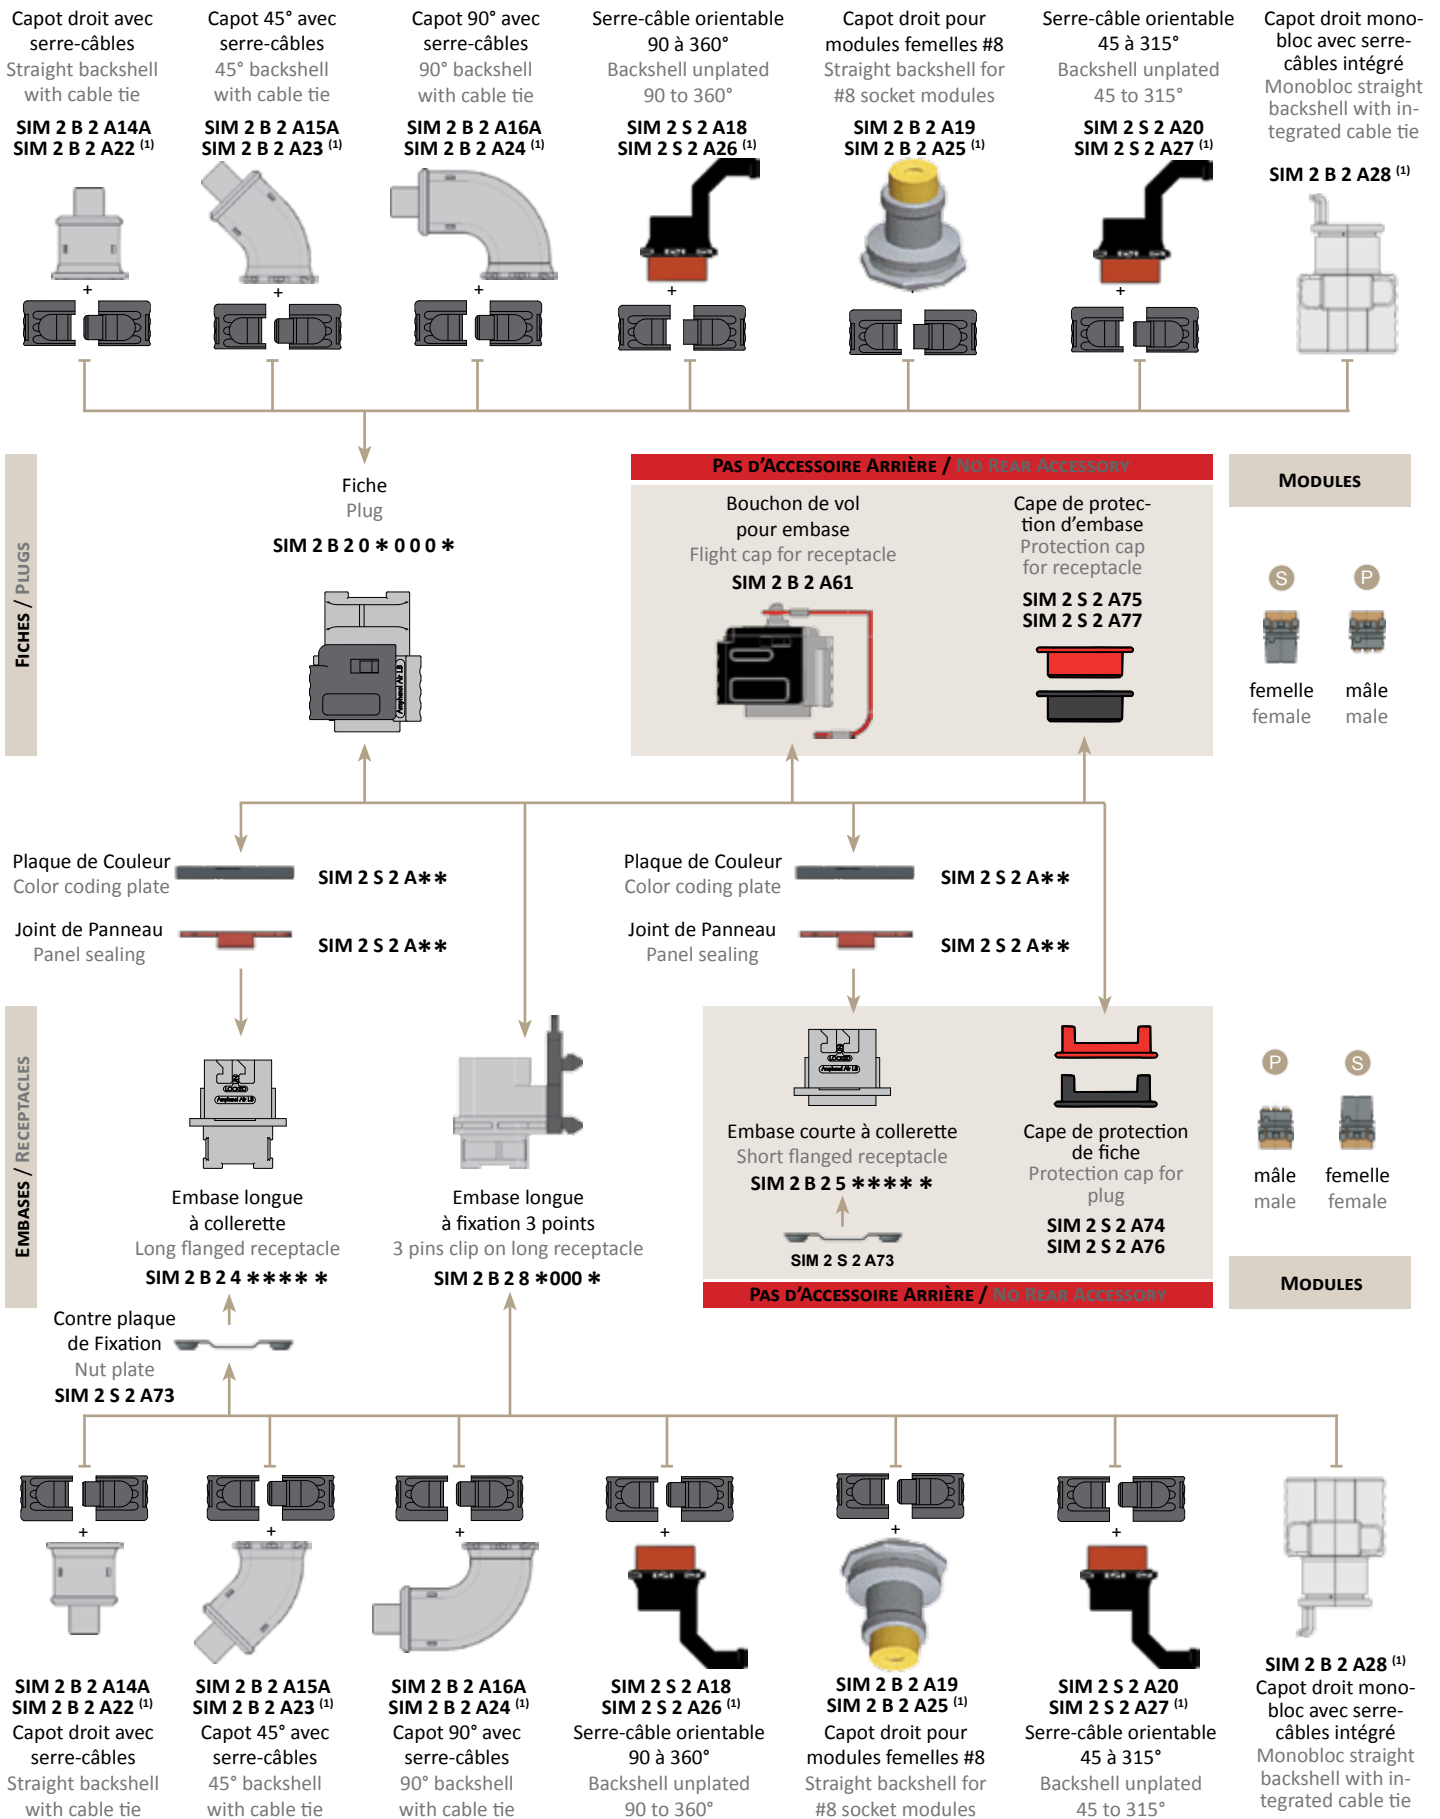 Capot droit avec
serre-câbles
Straight backshell
with cable tie
SIM 2 B 2 A14A
SIM 2 B 2 A22 (1)
Capot 45° avec
serre-câbles
45° backshell
with cable tie
SIM 2 B 2 A15A
SIM 2 B 2 A23 (1)
Capot 90° avec
serre-câbles
90° backshell
with cable tie
SIM 2 B 2 A16A
SIM 2 B 2 A24 (1)
Serre-câble orientable
90 à 360°
Backshell unplated
90 to 360°
SIM 2 S 2 A18
SIM 2 S 2 A26 (1)
Capot droit pour
modules femelles #8
Straight backshell for
#8 socket modules
SIM 2 B 2 A19
SIM 2 B 2 A25 (1)
Serre-câble orientable
45 à 315°
Backshell unplated
45 to 315°
SIM 2 S 2 A20
SIM 2 S 2 A27 (1)
Capot droit mono-
bloc avec serre-
câbles intégré
Monobloc straight
backshell with in-
tegrated cable tie
SIM 2 B 2 A28 (1)
+
+
+
+
+
+
FICHES / PLUGS
Fiche
Plug
SIM 2 B 2 0 * 0 0 0 *
Amphenol Air LB
PAS D'ACCESSOIRE ARRIÈRE / NO REAR ACCESSORY
Bouchon de vol
pour embase
Flight cap for receptacle
SIM 2 B 2 A61
Cape de protec-
tion d'embase
Protection cap
for receptacle
SIM 2 S 2 A75
SIM 2 S 2 A77
MODULES
S
P
femelle
female
mâle
male
Plaque de Couleur
Color coding plate
SIM 2 S 2 A**
Joint de Panneau
Panel sealing
SIM 2 S 2 A**
Plaque de Couleur
Color coding plate
SIM 2 S 2 A**
Joint de Panneau
Panel sealing
SIM 2 S 2 A**
EMBASES / RECEPTACLES
LOCKED
Amphenol Air LB
Embase longue
à collerette
Long flanged receptacle
SIM 2 B 2 4 **** *
Embase longue
à fixation 3 points
3 pins clip on long receptacle
SIM 2 B 2 8 *000 *
LOCKED
Amphenol Air LB
Embase courte à collerette
Short flanged receptacle
SIM 2 B 2 5 **** *
SIM 2 S 2 A73
Cape de protection
de fiche
Protection cap for
plug
SIM 2 S 2 A74
SIM 2 S 2 A76
PAS D'ACCESSOIRE ARRIÈRE / NO REAR ACCESSORY
P
S
mâle
male
femelle
female
MODULES
Contre plaque
de Fixation
Nut plate
SIM 2 S 2 A73
+
+
+
+
+
+
SIM 2 B 2 A14A
SIM 2 B 2 A22 (1)
Capot droit avec
serre-câbles
Straight backshell
with cable tie
SIM 2 B 2 A15A
SIM 2 B 2 A23 (1)
Capot 45° avec
serre-câbles
45° backshell
with cable tie
SIM 2 B 2 A16A
SIM 2 B 2 A24 (1)
Capot 90° avec
serre-câbles
90° backshell
with cable tie
SIM 2 S 2 A18
SIM 2 S 2 A26 (1)
Serre-câble orientable
90 à 360°
Backshell unplated
90 to 360°
SIM 2 B 2 A19
SIM 2 B 2 A25 (1)
Capot droit pour
modules femelles #8
Straight backshell for
#8 socket modules
SIM 2 S 2 A20
SIM 2 S 2 A27 (1)
Serre-câble orientable
45 à 315°
Backshell unplated
45 to 315°
SIM 2 B 2 A28 (1)
Capot droit mono-
bloc avec serre-
câbles intégré
Monobloc straight
backshell with in-
tegrated cable tie